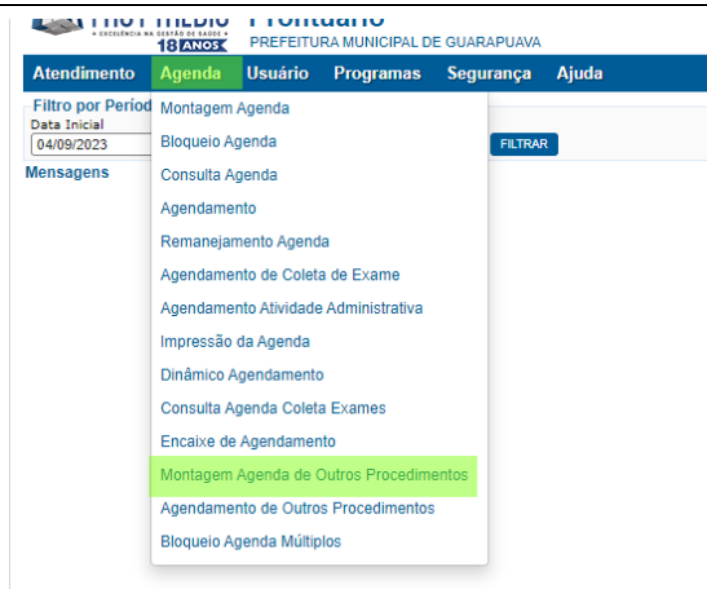 + EXCELÊNCIA NA GESTÃO DE SAÚDE +
18 ANOS
Prontuário
PREFEITURA MUNICIPAL DE GUARAPUAVA
Atendimento Agenda Usuário Programas Segurança Ajuda
Filtro por Períod
Data Inicial
04/09/2023
FILTRAR
Mensagens
Montagem Agenda
Bloqueio Agenda
Consulta Agenda
Agendamento
Remanejamento Agenda
Agendamento de Coleta de Exame
Agendamento Atividade Administrativa
Impressão da Agenda
Dinâmico Agendamento
Consulta Agenda Coleta Exames
Encaixe de Agendamento
Montagem Agenda de Outros Procedimentos
Agendamento de Outros Procedimentos
Bloqueio Agenda Múltiplos